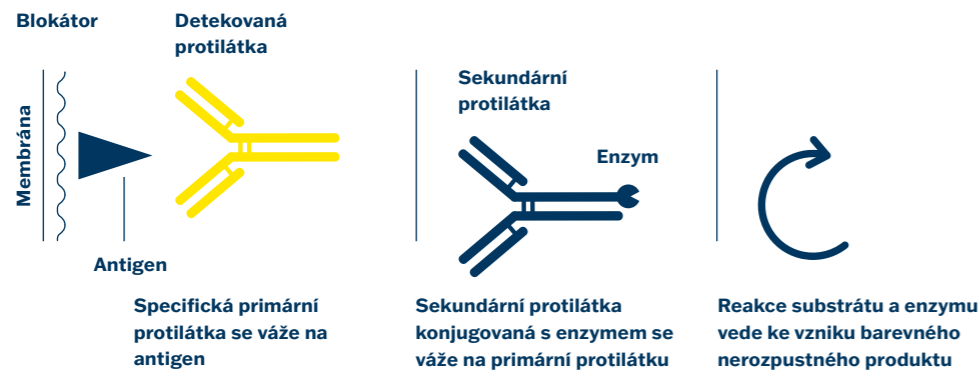 Blokátor
Detekovaná
protilátka
Membrána
Antigen
Specifická primární
protilátka se váže na
antigen
Sekundární
protilátka
Enzym
Sekundární protilátka
konjugovaná s enzymem se
váže na primární protilátku
Reakce substrátu a enzymu
vede ke vzniku barevného
nerozpustného produktu